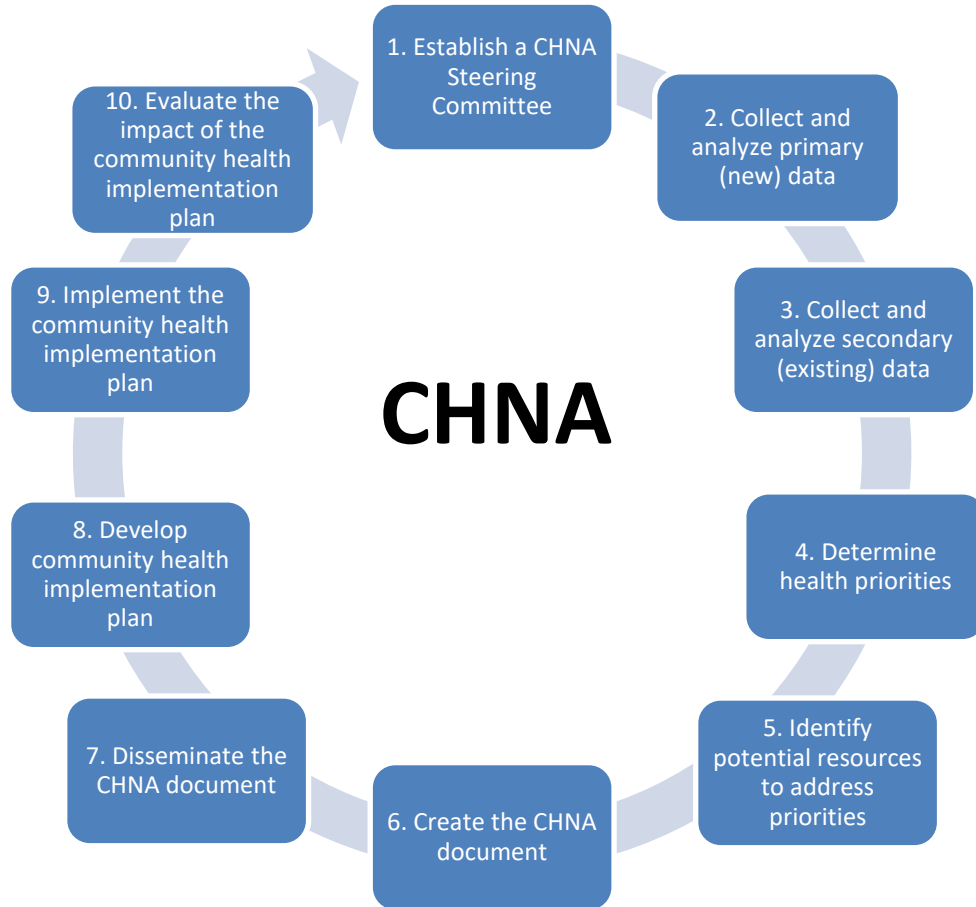 1. Establish a CHNA
Steering
Committee
2. Collect and
analyze primary
(new) data
3. Collect and
analyze secondary
(existing) data
4. Determine
health priorities
5. Identify
potential resources
to address
priorities
6. Create the CHNA
document
7. Disseminate the
CHNA document
8. Develop
community health
implementation
plan
9. Implement the
community health
implementation
plan
10. Evaluate the
impact of the
community health
implementation
plan
CHNA